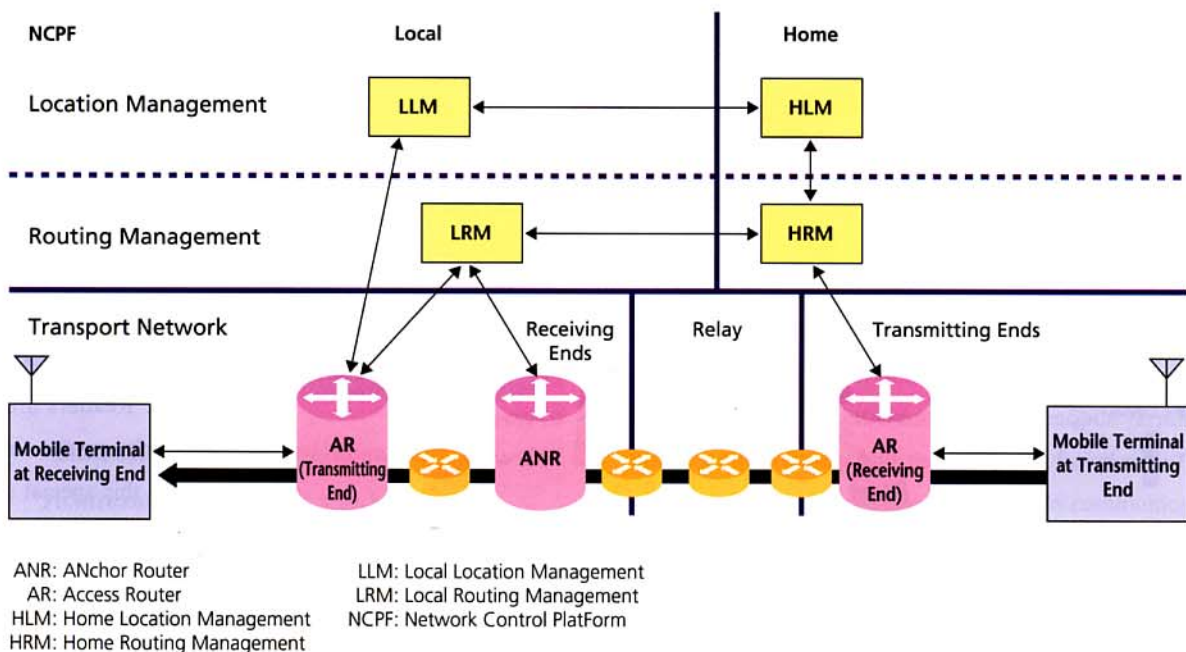 NCPF
Local
Home
Location Management
LLM
HLM
Routing Management
LRM
HRM
Transport Network
Receiving
Ends
Relay
Transmitting Ends
Mobile Terminal
at Receiving End
AR
(Transmitting
End)
ANR
AR
(Receiving
End)
Mobile Terminal
at Transmitting
End
ANR: ANchor Router
AR: Access Router
HLM: Home Location Management
HRM: Home Routing Management
LLM: Local Location Management
LRM: Local Routing Management
NCPF: Network Control PlatForm